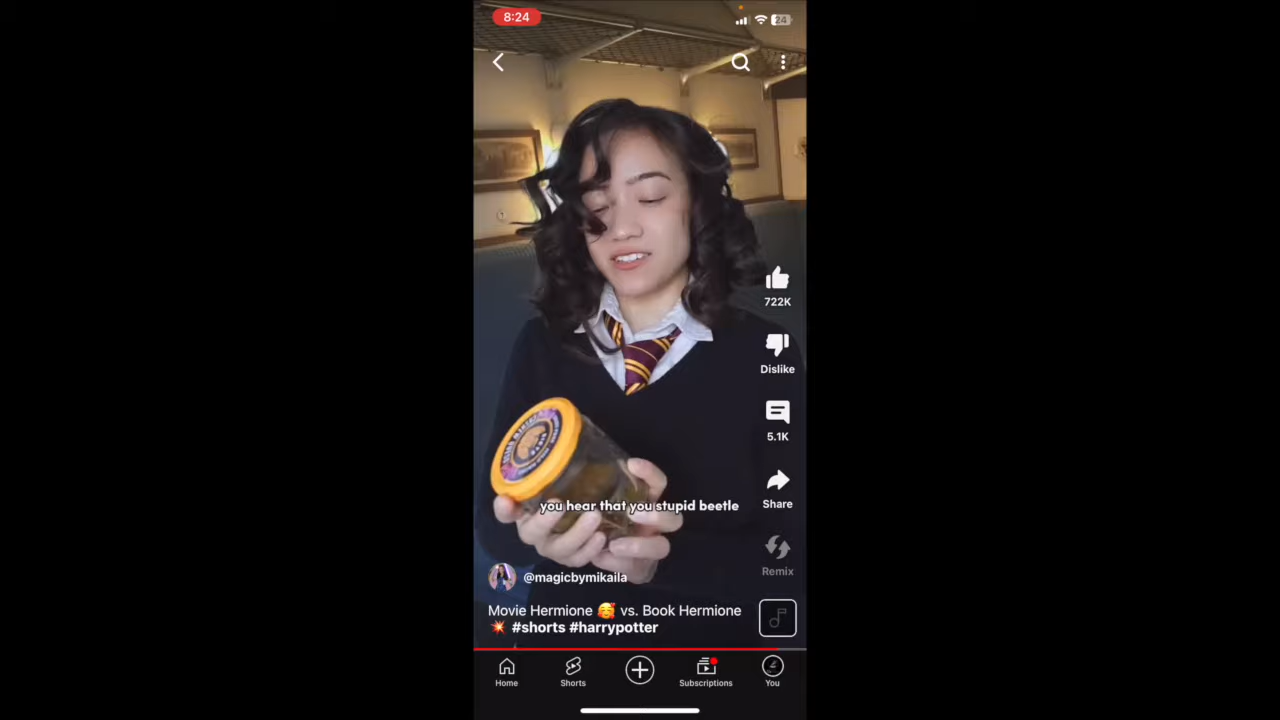 8:24
24
722K
Dislike
5.1K
you hear that you stupid beetle
Share
Remix
@magicbymikaila
Movie Hermione 🥰 vs. Book Hermione
💥 #shorts #harrypotter
Home
Shorts
Subscriptions
You